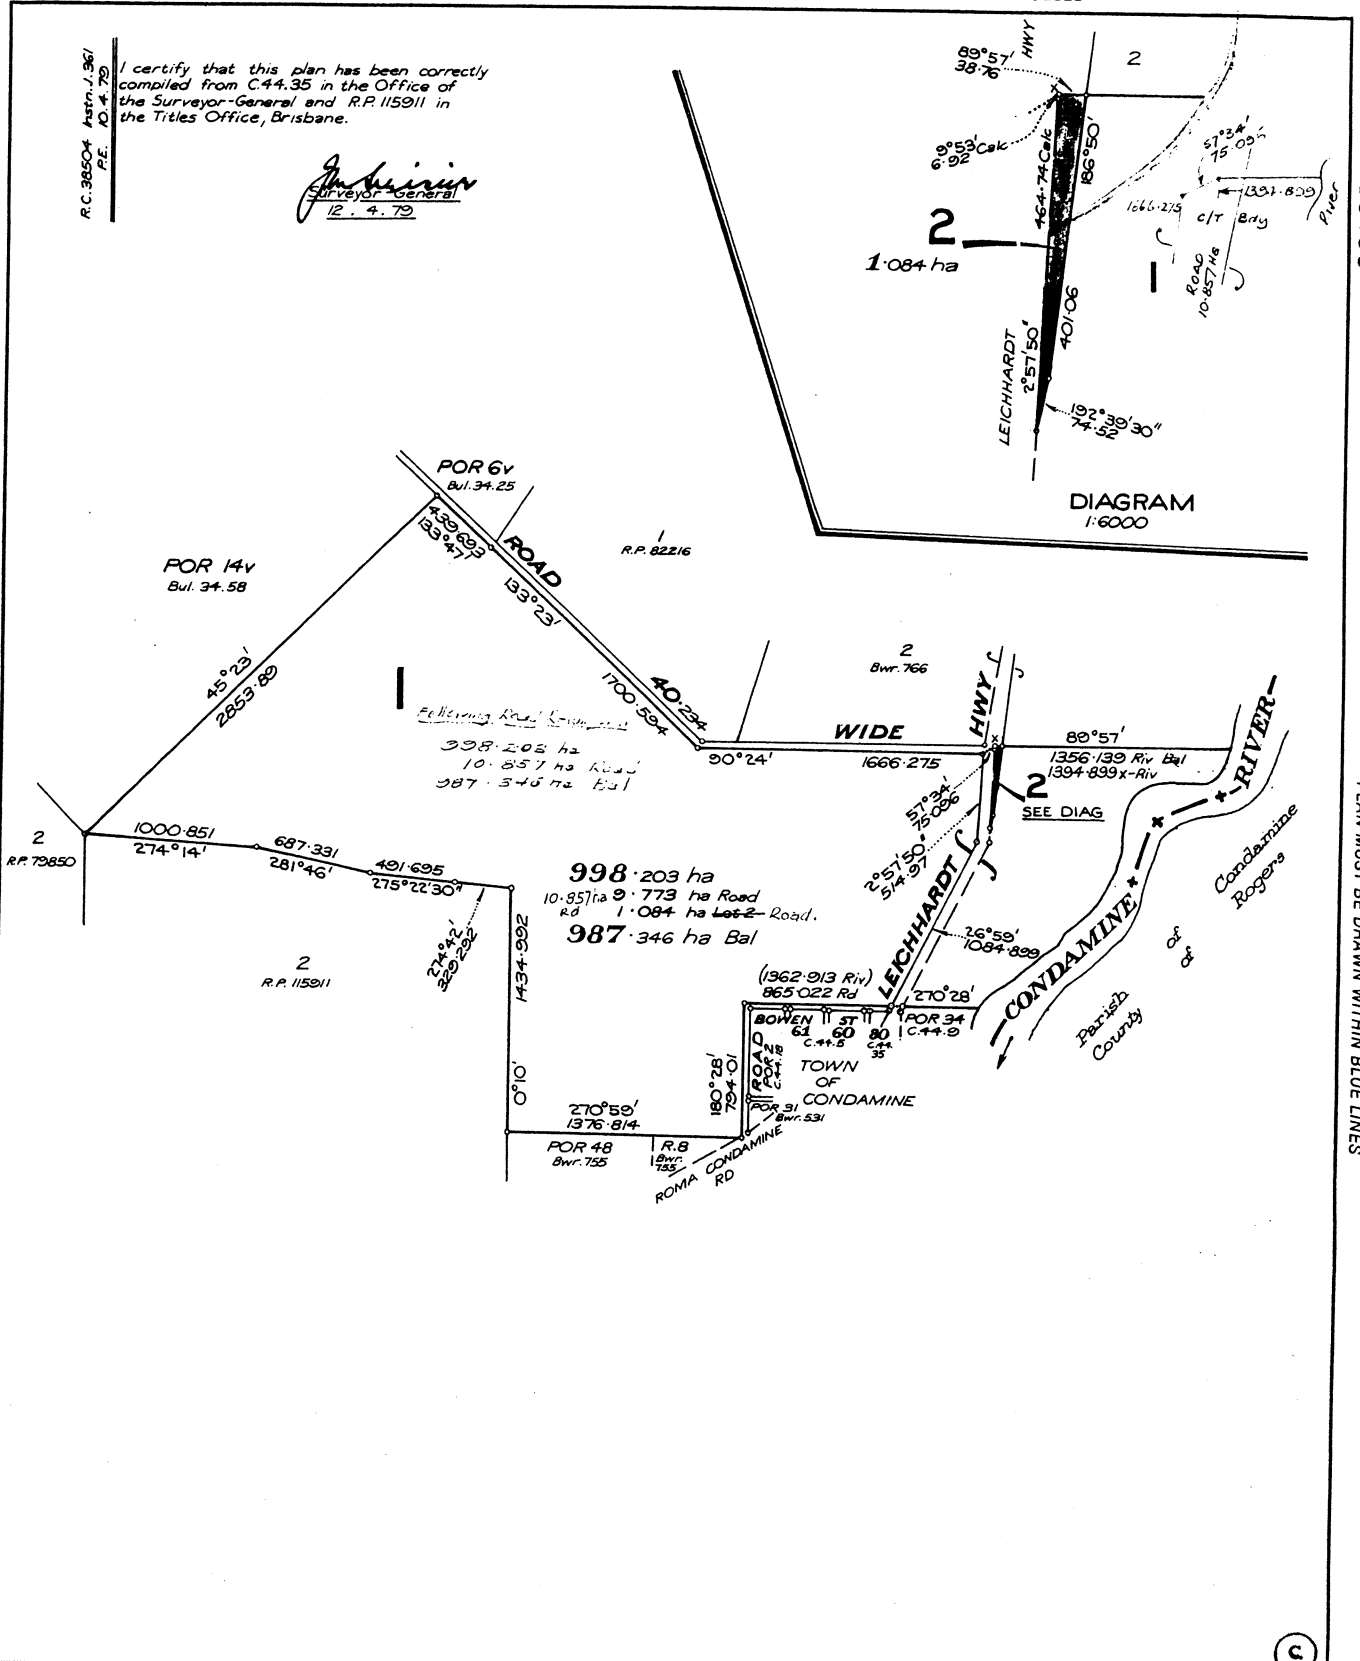 R.C. 38504 Instn. J. 361
P.E. 10. 4. 79
I certify that this plan has been correctly
compiled from C.44.35 in the Office of
the Surveyor-General and R.P. 115911 in
the Titles Office, Brisbane.
Surveyor-General
12 . 4 . 79
HWY
89°57'
38·76
2
9°53' Calc
6·92
464·74 Calc
186°50'
57°34'
75·096
1666·275
C/T Bdy
River
2
1·084 ha
1
ROAD
10·857 Ha
401·06
2°57'50"
LEICHHARDT
192°39'30"
74·52
DIAGRAM
1:6000
POR 6v
Bul. 34.25
439·693
133°47'
ROAD
133°23'
1
R.P. 82216
POR 14v
Bul. 34.58
45°23'
2853·89
1
1700·594
40·234
Following Road
998·203 ha
10·857 ha Road
987·346 ha Bal
2
Bwr. 766
WIDE
HWY
90°24'
1666·275
89°57'
1356·139 Riv Bal
1394·899 x-Riv
RIVER
57°34'
75·096
2
SEE DIAG
2°57'50"
514·97
2
R.P. 79850
1000·851
274°14'
687·331
281°46'
491·695
275°22'30"
274°42'
329·292
1434·992
0°10'
998·203 ha
10·857 ha 9·773 ha Road
Rd 1·084 ha Lot 2 Road.
987·346 ha Bal
2
R.P. 115911
LEICHHARDT
26°59'
1084·899
CONDAMINE
Condamine
Rogers
of
of
Parish
County
(1362·913 Riv)
865·022 Rd
270°28'
BOWEN ST
61 60 80
C.44.5
C.44.
35
POR 34
C.44.9
180°28'
794·01
ROAD
POR 2
C.44.18
TOWN
OF
CONDAMINE
POR 31
Bwr. 531
270°59'
1376·814
POR 48
Bwr. 755
R.8
Bwr.
755
ROMA CONDAMINE
RD
PLAN MUST BE DRAWN WITHIN BLUE LINES
C